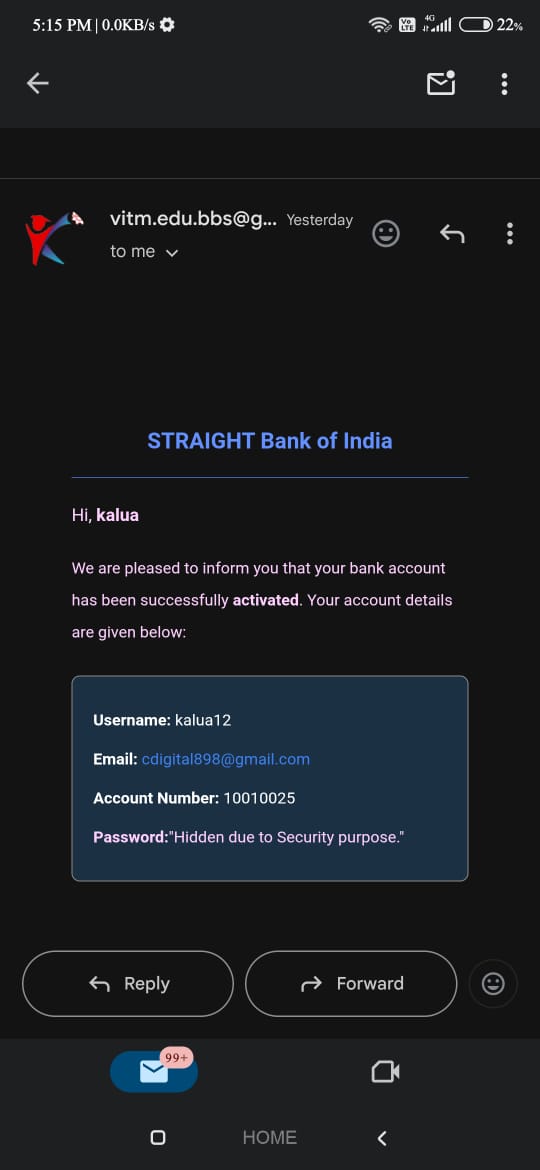 5:15 PM | 0.0KB/s
4G
Vo LTE
22%
vitm.edu.bbs@g... Yesterday
to me
STRAIGHT Bank of India
Hi, kalua
We are pleased to inform you that your bank account
has been successfully activated. Your account details
are given below:
Username: kalua12
Email: cdigital898@gmail.com
Account Number: 10010025
Password:"Hidden due to Security purpose."
Reply
Forward
99+
HOME